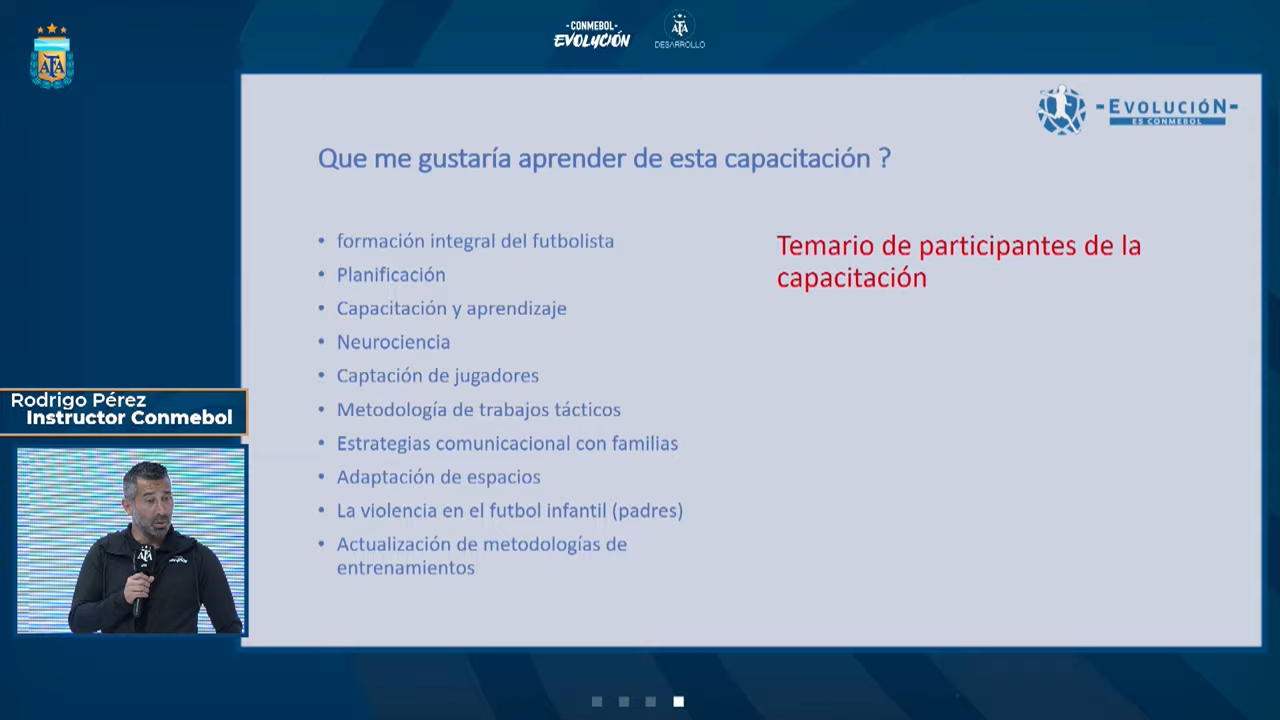 -CONMEBOL-
EVOLUCIÓN
AFA
DESARROLLO
AFA
-EVOLUCIÓN-
ES CONMEBOL
Que me gustaría aprender de esta capacitación ?
• formación integral del futbolista
• Planificación
• Capacitación y aprendizaje
• Neurociencia
• Captación de jugadores
• Metodología de trabajos tácticos
• Estrategias comunicacional con familias
• Adaptación de espacios
• La violencia en el futbol infantil (padres)
• Actualización de metodologías de
entrenamientos
Temario de participantes de la
capacitación
Rodrigo Pérez
Instructor Conmebol
AFA